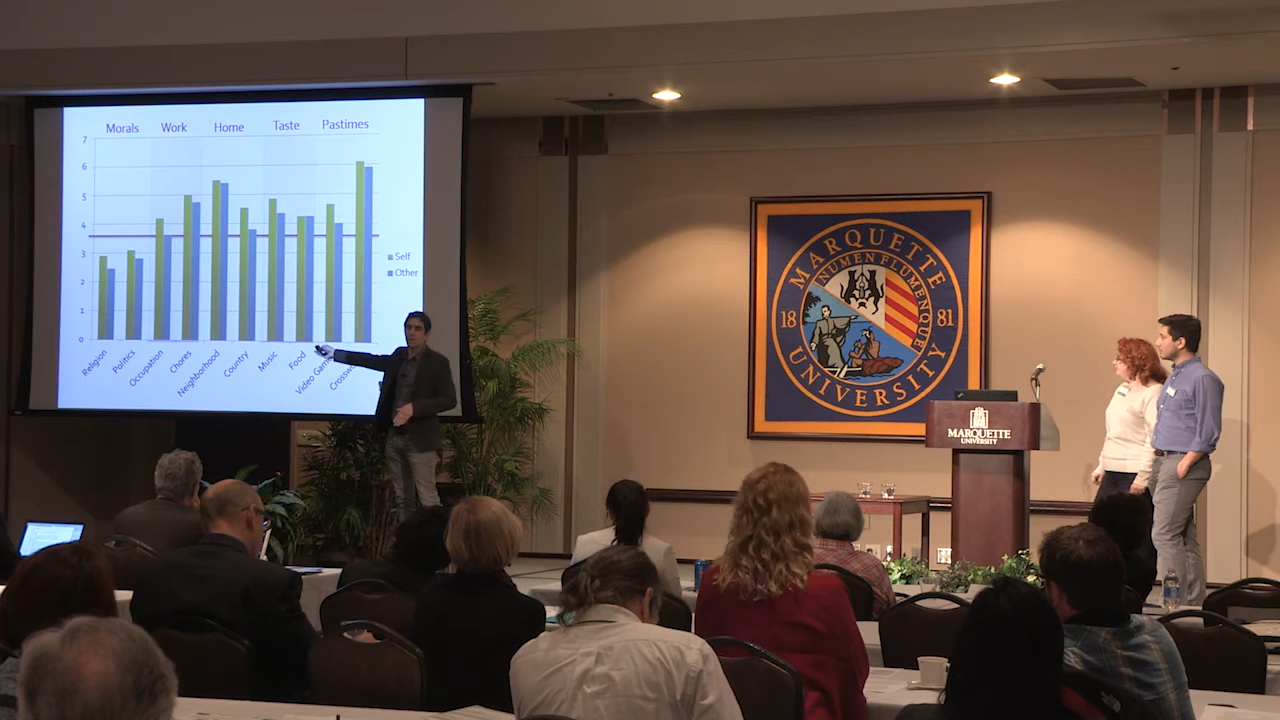 Morals Work Home Taste Pastimes
7
6
5
4
3
2
1
0
Self
Other
Religion
Politics
Occupation
Chores
Neighborhood
Country
Music
Food
MARQUETTE
UNIVERSITY
NUMEN FLUMENQUE
18 81
MARQUETTE
UNIVERSITY